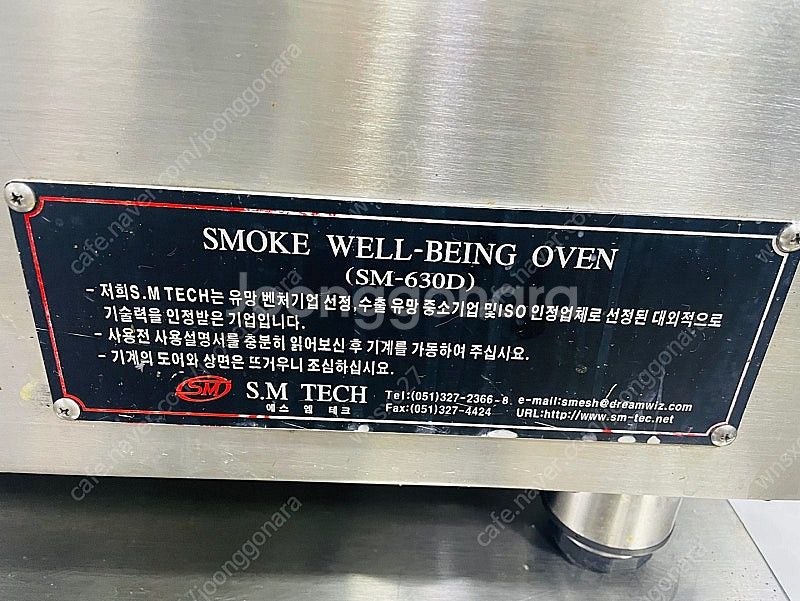 SMOKE WELL-BEING OVEN
(SM-630D)
- 저희S.M TECH는 유망 벤처기업 선정, 수출 유망 중소기업 및ISO 인정업체로 선정된 대외적으로
기술력을 인정받은 기업입니다.
- 사용전 사용설명서를 충분히 읽어보신 후 기계를 가동하여 주십시요.
- 기계의 도어와 상면은 뜨거우니 조심하십시요.
SM S.M TECH Tel:(051)327-2366~8 e-mail:smesh@dreamwiz.com
에스 엠 테크 Fax:(051)327-4424 URL:http://www.sm-tec.net
Joonggonara
cafe.naver.com/joonggonara